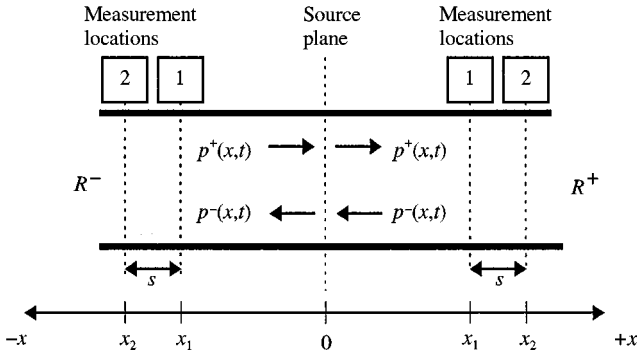 Measurement locations Source plane Measurement locations
2 1 1 2
p⁺(x,t) p⁺(x,t)
R⁻ R⁺
p⁻(x,t) p⁻(x,t)
s s
–x x₂ x₁ 0 x₁ x₂ +x